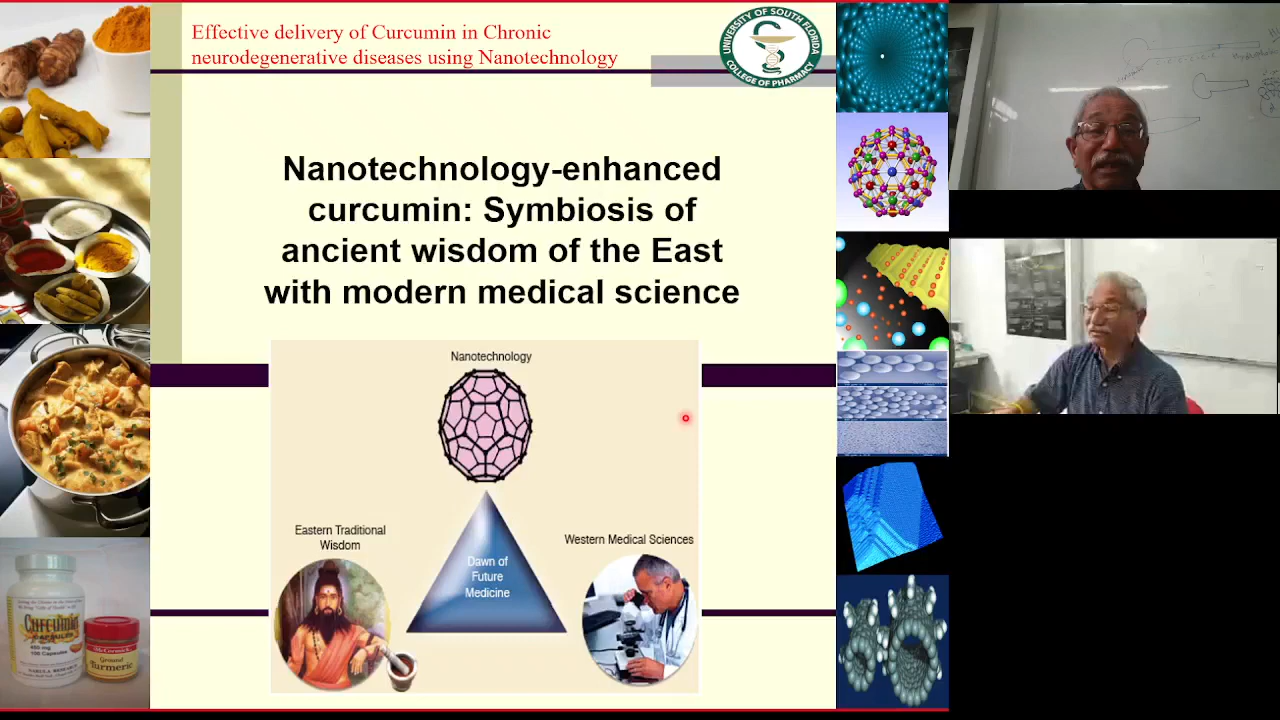 Effective delivery of Curcumin in Chronic
neurodegenerative diseases using Nanotechnology
UNIVERSITY OF SOUTH FLORIDA
COLLEGE OF PHARMACY
Nanotechnology-enhanced
curcumin: Symbiosis of
ancient wisdom of the East
with modern medical science
Nanotechnology
Eastern Traditional
Wisdom
Western Medical Sciences
Dawn of
Future
Medicine
Curcumin
CAPSULES
McCormick
Ground
Turmeric